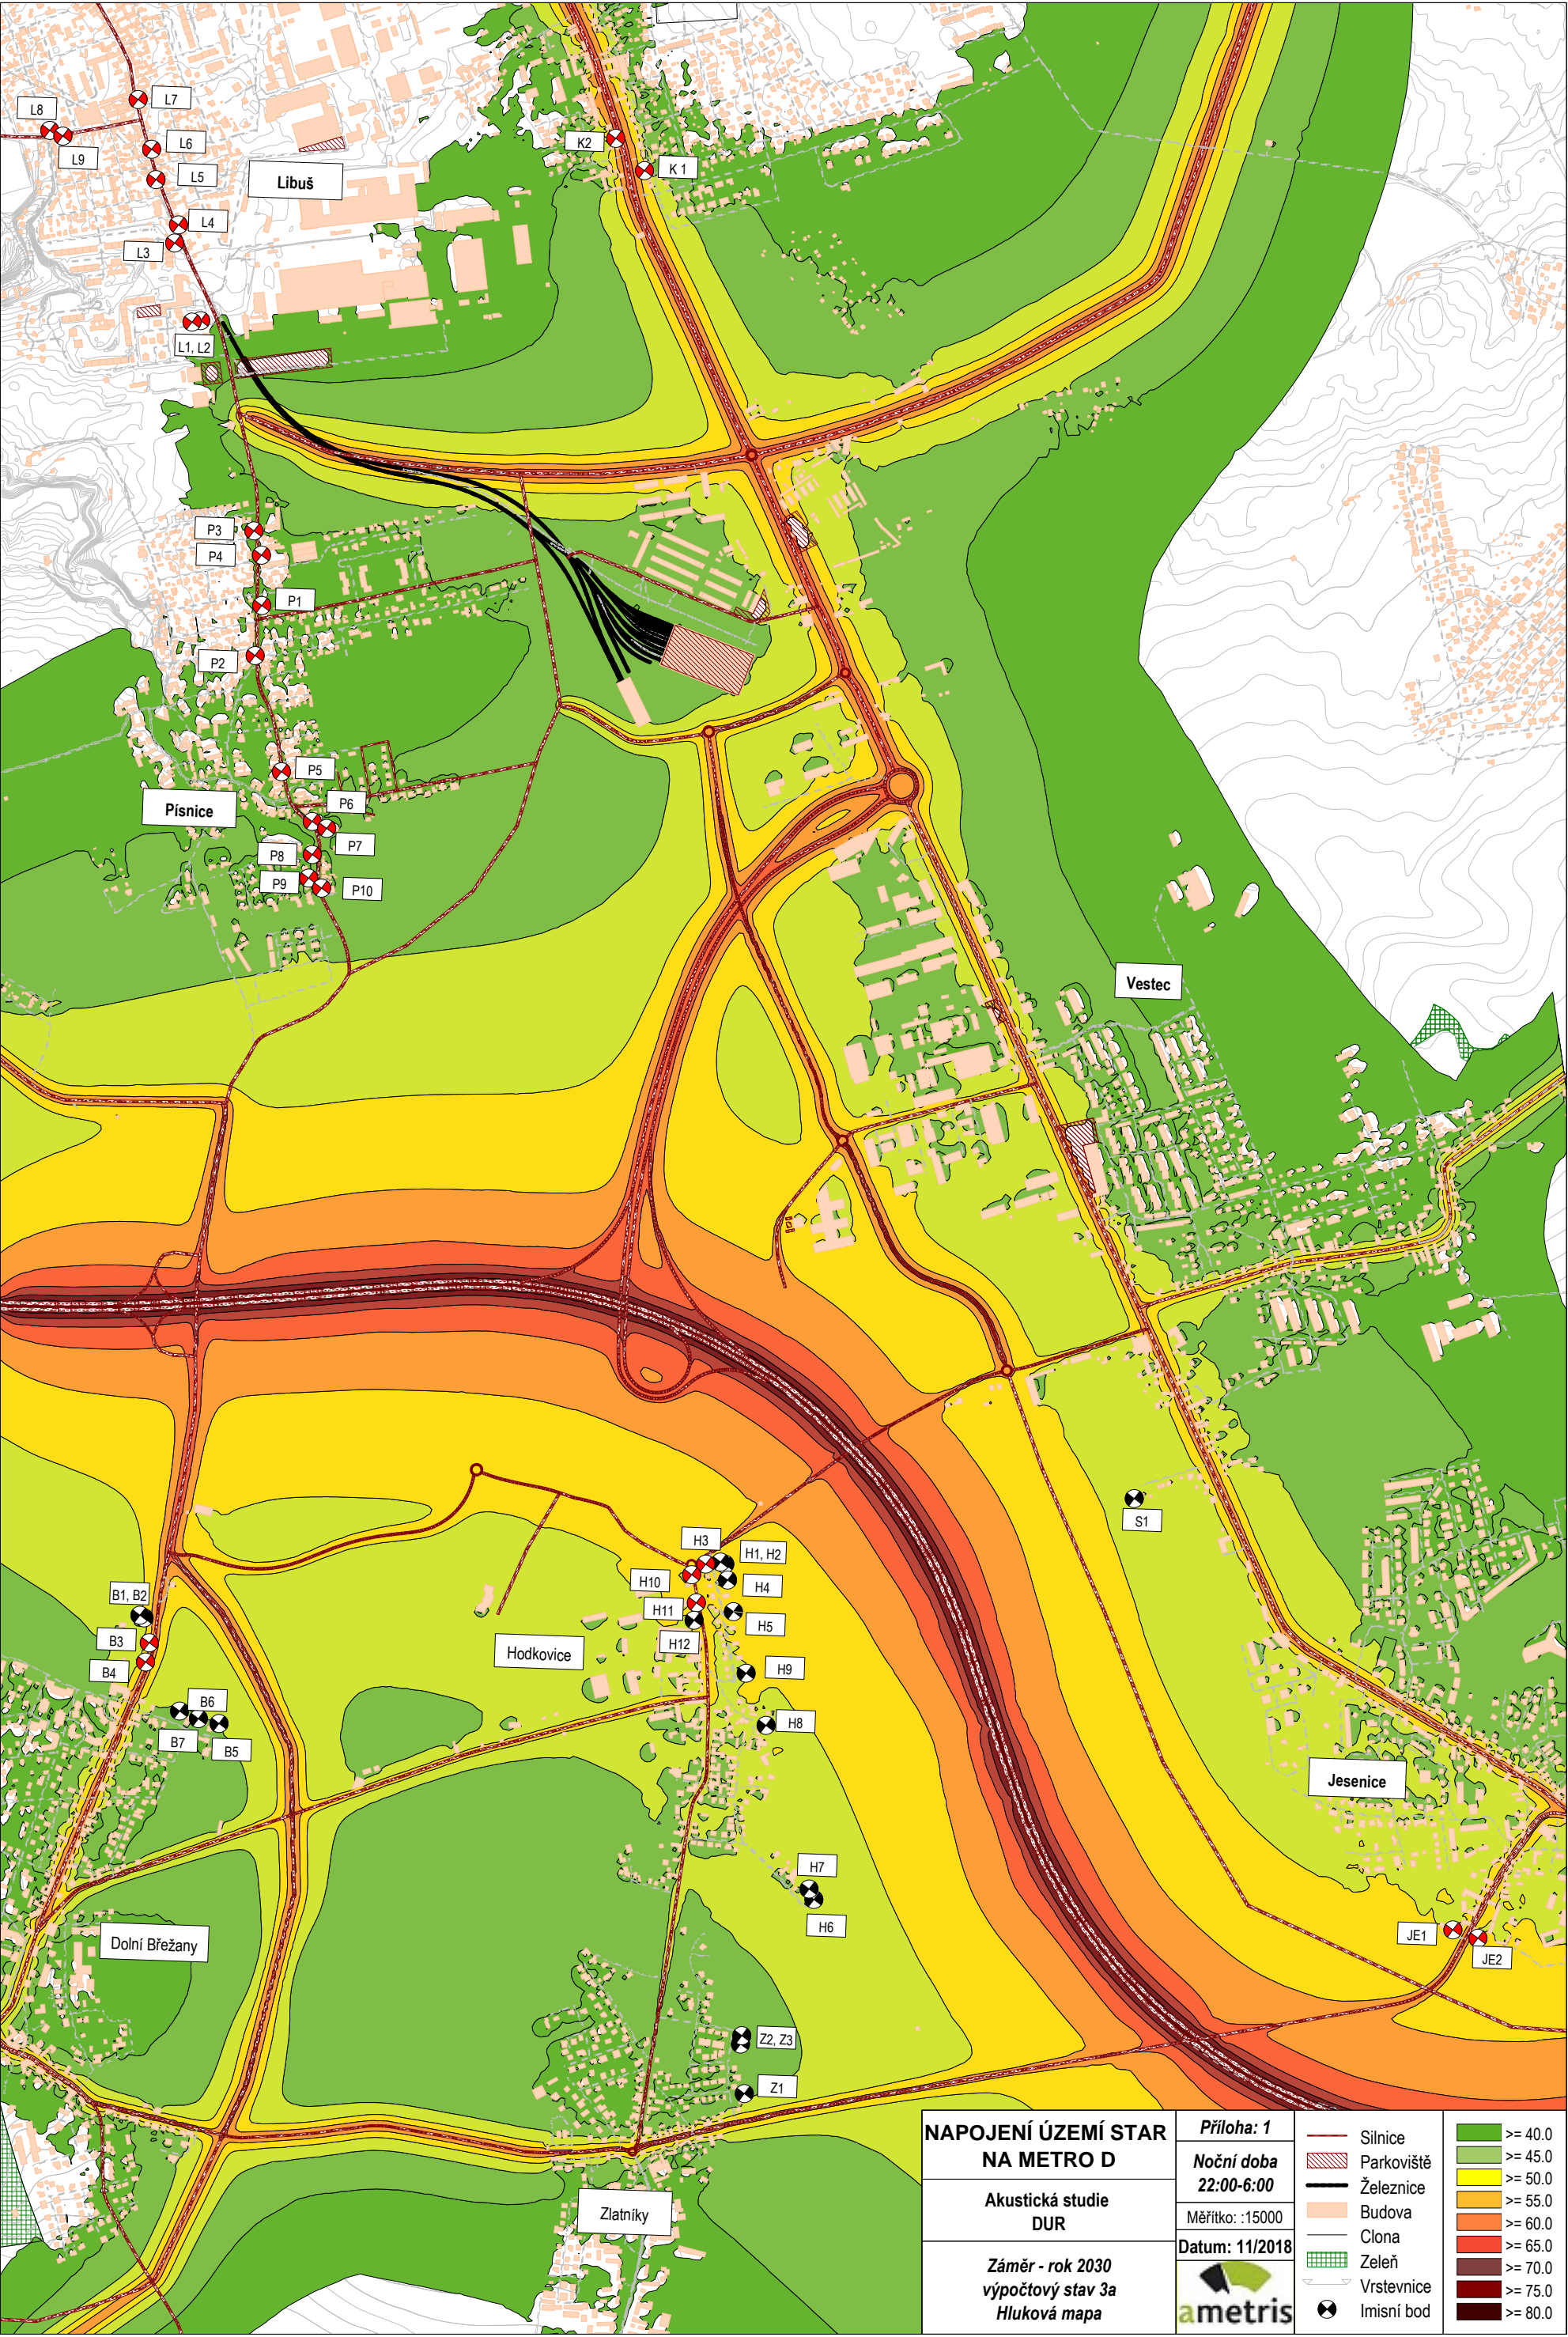 L8
L7
L9
L6
L5
Libuš
L4
L3
L1, L2
K2
K 1
P3
P4
P1
P2
P5
Písnice
P6
P7
P8
P9
P10
Vestec
S1
H3
H1, H2
H10
H4
H11
H5
H12
Hodkovice
H9
H8
B1, B2
B3
B4
B6
B7
B5
Jesenice
H7
H6
JE1
JE2
Dolní Břežany
Z2, Z3
Z1
Zlatníky
NAPOJENÍ ÚZEMÍ STAR
NA METRO D
Akustická studie
DUR
Záměr - rok 2030
výpočtový stav 3a
Hluková mapa
Příloha: 1
Noční doba
22:00-6:00
Měřítko: :15000
Datum: 11/2018
ametris
Silnice
Parkoviště
Železnice
Budova
Clona
Zeleň
Vrstevnice
Imisní bod
>= 40.0
>= 45.0
>= 50.0
>= 55.0
>= 60.0
>= 65.0
>= 70.0
>= 75.0
>= 80.0